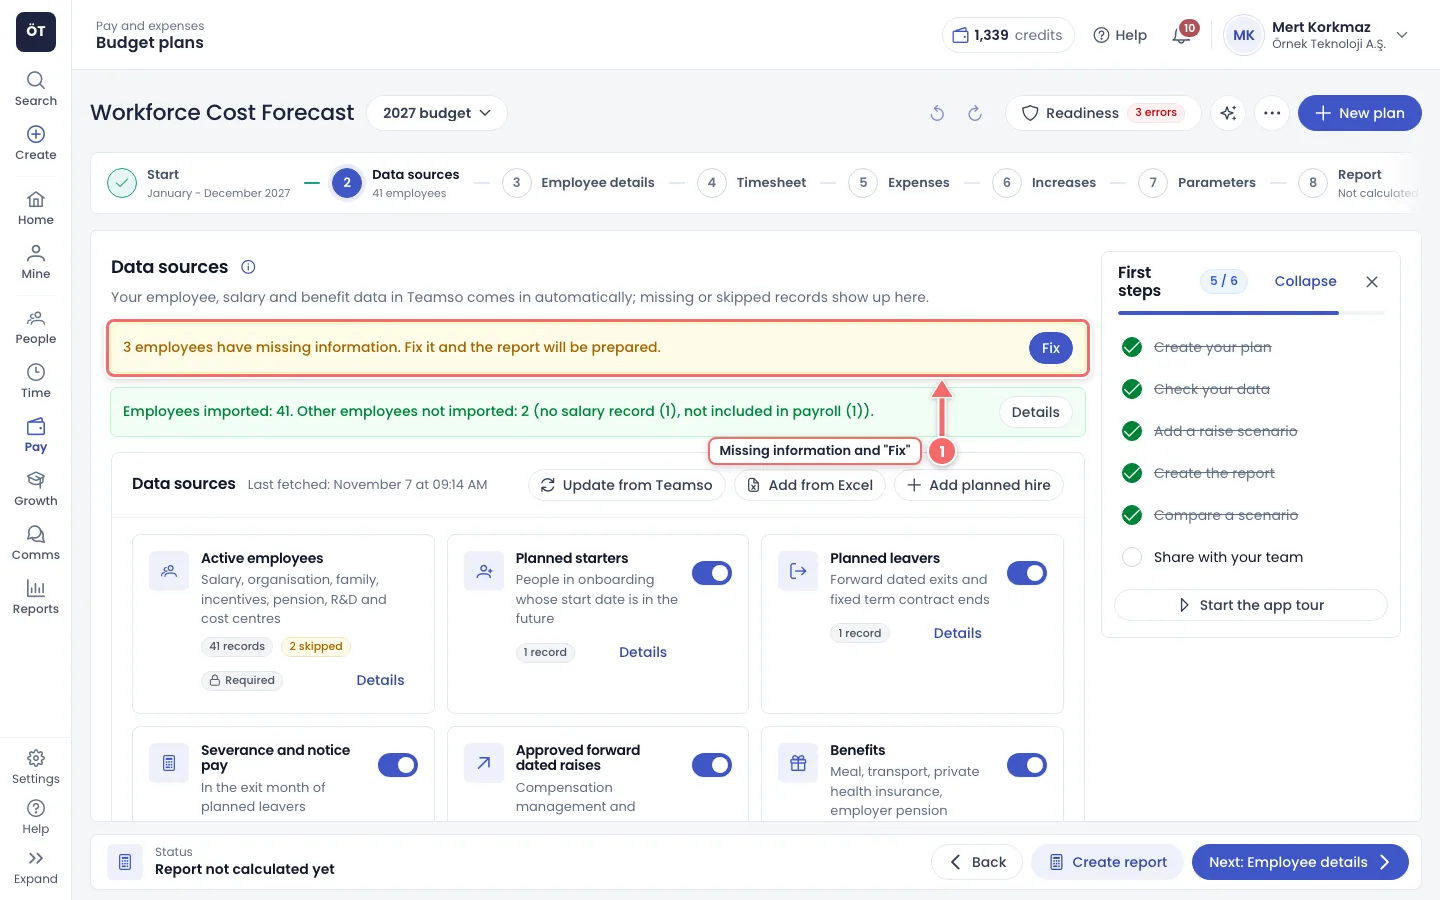 ÖT
Search
Create
Home
Mine
People
Time
Pay
Growth
Comms
Reports
Settings
Help
Expand
Pay and expenses
Budget plans
1,339 credits
Help
10
MK
Mert Korkmaz
Örnek Teknoloji A.Ş.
Workforce Cost Forecast
2027 budget
Readiness
3 errors
New plan
Start
January - December 2027
2
Data sources
41 employees
3
Employee details
4
Timesheet
5
Expenses
6
Increases
7
Parameters
8
Report
Not calculated
Data sources
Your employee, salary and benefit data in Teamso comes in automatically; missing or skipped records show up here.
3 employees have missing information. Fix it and the report will be prepared.
Fix
Employees imported: 41. Other employees not imported: 2 (no salary record (1), not included in payroll (1)).
Details
Missing information and "Fix"
1
Data sources
Last fetched: November 7 at 09:14 AM
Update from Teamso
Add from Excel
Add planned hire
Active employees
Salary, organisation, family,
incentives, pension, R&D and
cost centres
41 records
2 skipped
Required
Details
Planned starters
People in onboarding
whose start date is in the
future
1 record
Details
Planned leavers
Forward dated exits and
fixed term contract ends
1 record
Details
Severance and notice
pay
In the exit month of
planned leavers
Approved forward
dated raises
Compensation
management and
Benefits
Meal, transport, private
health insurance,
employer pension
First
steps
5 / 6
Collapse
Create your plan
Check your data
Add a raise scenario
Create the report
Compare a scenario
Share with your team
Start the app tour
Status
Report not calculated yet
Back
Create report
Next: Employee details